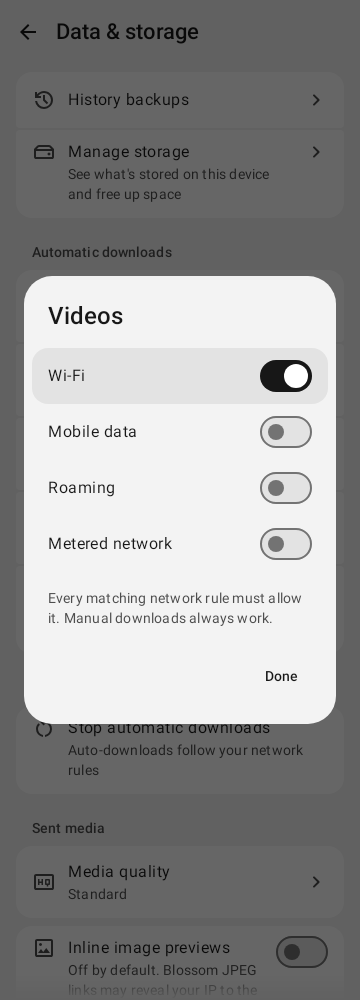 Data & storage
History backups
Manage storage
See what's stored on this device
and free up space
Automatic downloads
Videos
Wi-Fi
Mobile data
Roaming
Metered network
Every matching network rule must allow
it. Manual downloads always work.
Done
Stop automatic downloads
Auto-downloads follow your network
rules
Sent media
HQ
Media quality
Standard
Inline image previews
Off by default. Blossom JPEG
links may reveal your IP to the